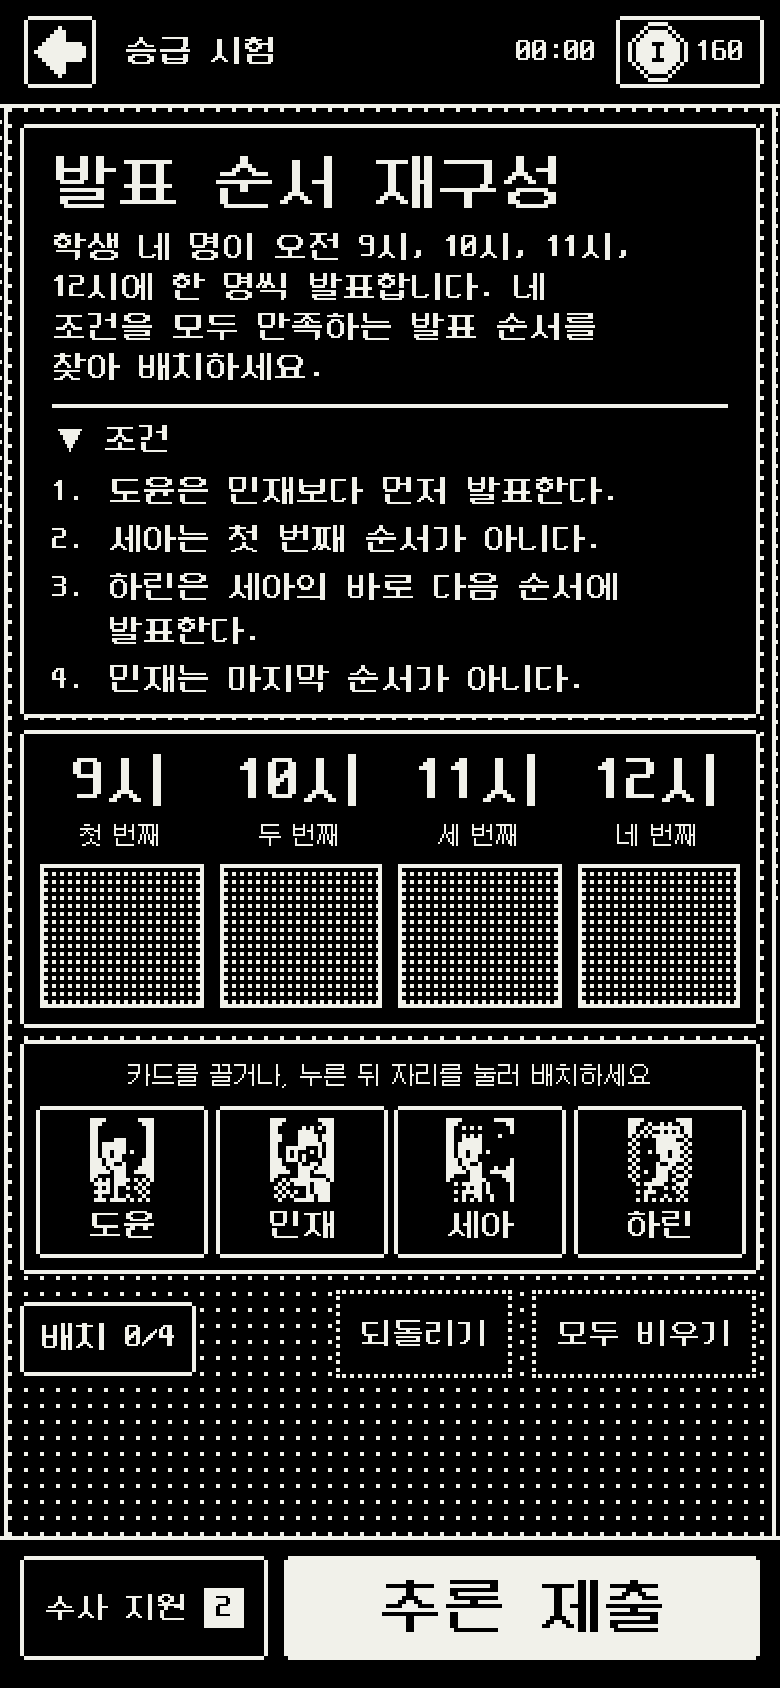 승급 시험
00:00
160
발표 순서 재구성
학생 네 명이 오전 9시, 10시, 11시,
12시에 한 명씩 발표합니다. 네
조건을 모두 만족하는 발표 순서를
찾아 배치하세요.
▼ 조건
1. 도윤은 민재보다 먼저 발표한다.
2. 세아는 첫 번째 순서가 아니다.
3. 하린은 세아의 바로 다음 순서에
발표한다.
4. 민재는 마지막 순서가 아니다.
9시 10시 11시 12시
첫 번째 두 번째 세 번째 네 번째
카드를 끌거나, 누른 뒤 자리를 눌러 배치하세요
도윤 민재 세아 하린
배치 0/4 되돌리기 모두 비우기
수사 지원 2 추론 제출